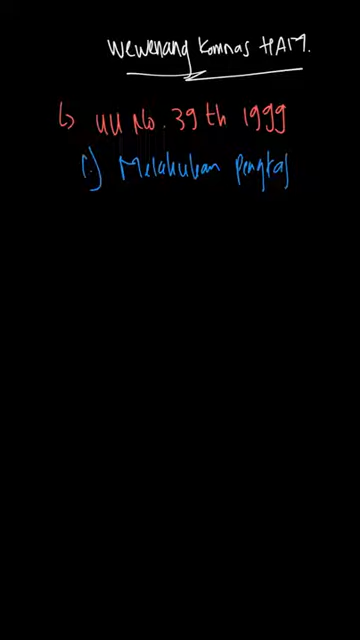 Wewenang Komnas HAM.
↳ UU No. 39 th 1999
1.) Melakukan pengkaj